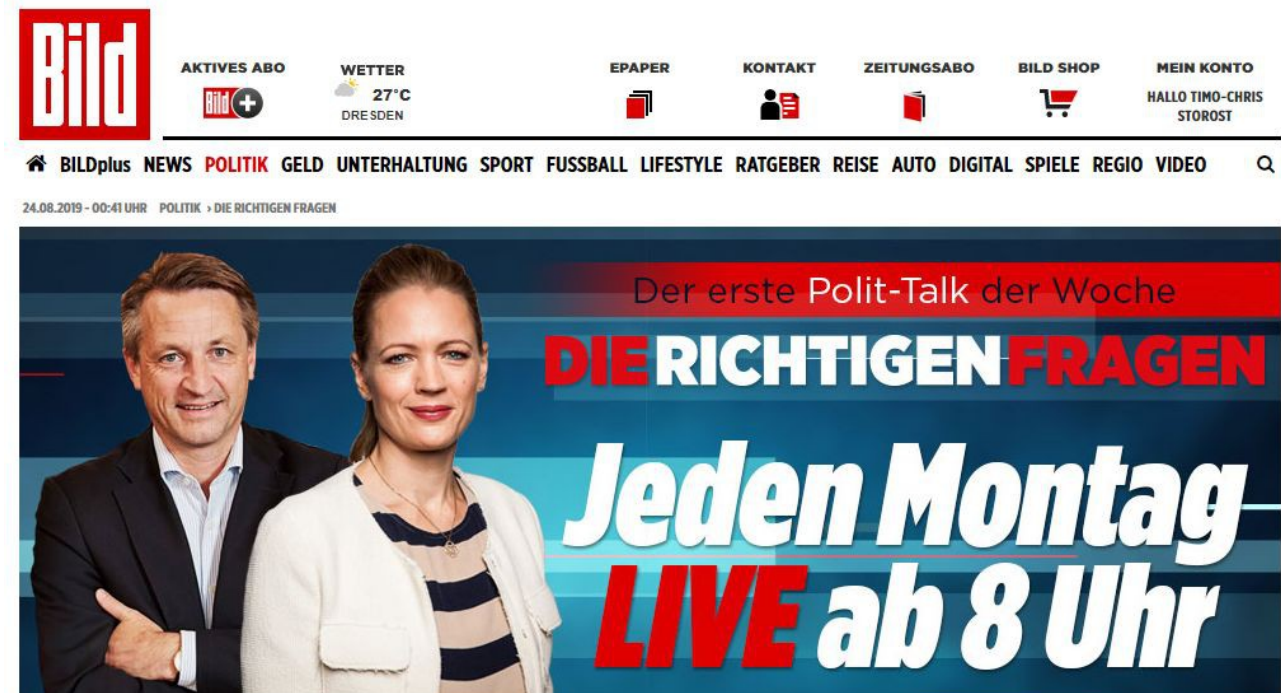 Bild
AKTIVES ABO
Bild +
WETTER
27°C
DRESDEN
EPAPER
KONTAKT
ZEITUNGSABO
BILD SHOP
MEIN KONTO
HALLO TIMO-CHRIS
STOROST
BILDplus NEWS POLITIK GELD UNTERHALTUNG SPORT FUSSBALL LIFESTYLE RATGEBER REISE AUTO DIGITAL SPIELE REGIO VIDEO
24.08.2019 - 00:41 UHR POLITIK › DIE RICHTIGEN FRAGEN
Der erste Polit-Talk der Woche
DIE RICHTIGEN FRAGEN
Jeden Montag
LIVE ab 8 Uhr